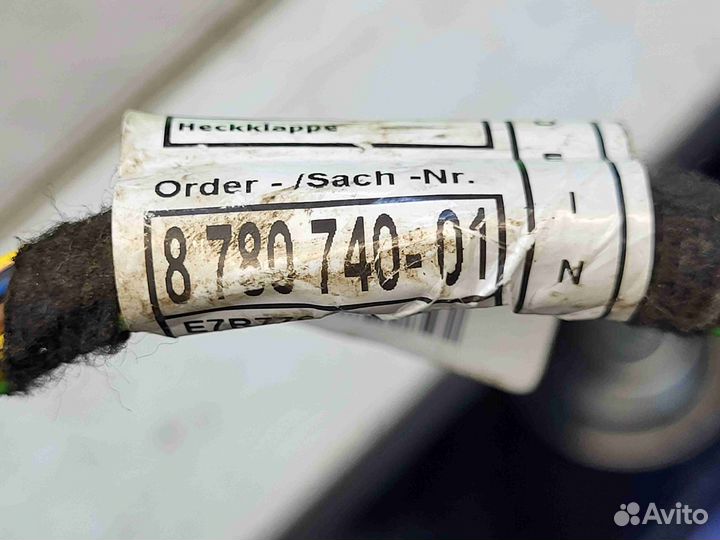 Heckklappe
Order - /Sach -Nr.
8 780 740-01
I
N
Avito